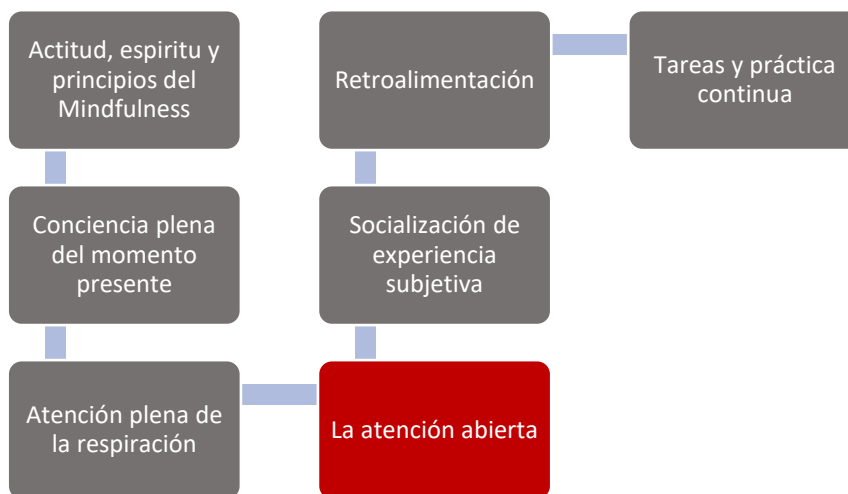 Actitud, espiritu y
principios del
Mindfulness
Conciencia plena
del momento
presente
Atención plena de
la respiración
La atención abierta
Socialización de
experiencia
subjetiva
Retroalimentación
Tareas y práctica
continua